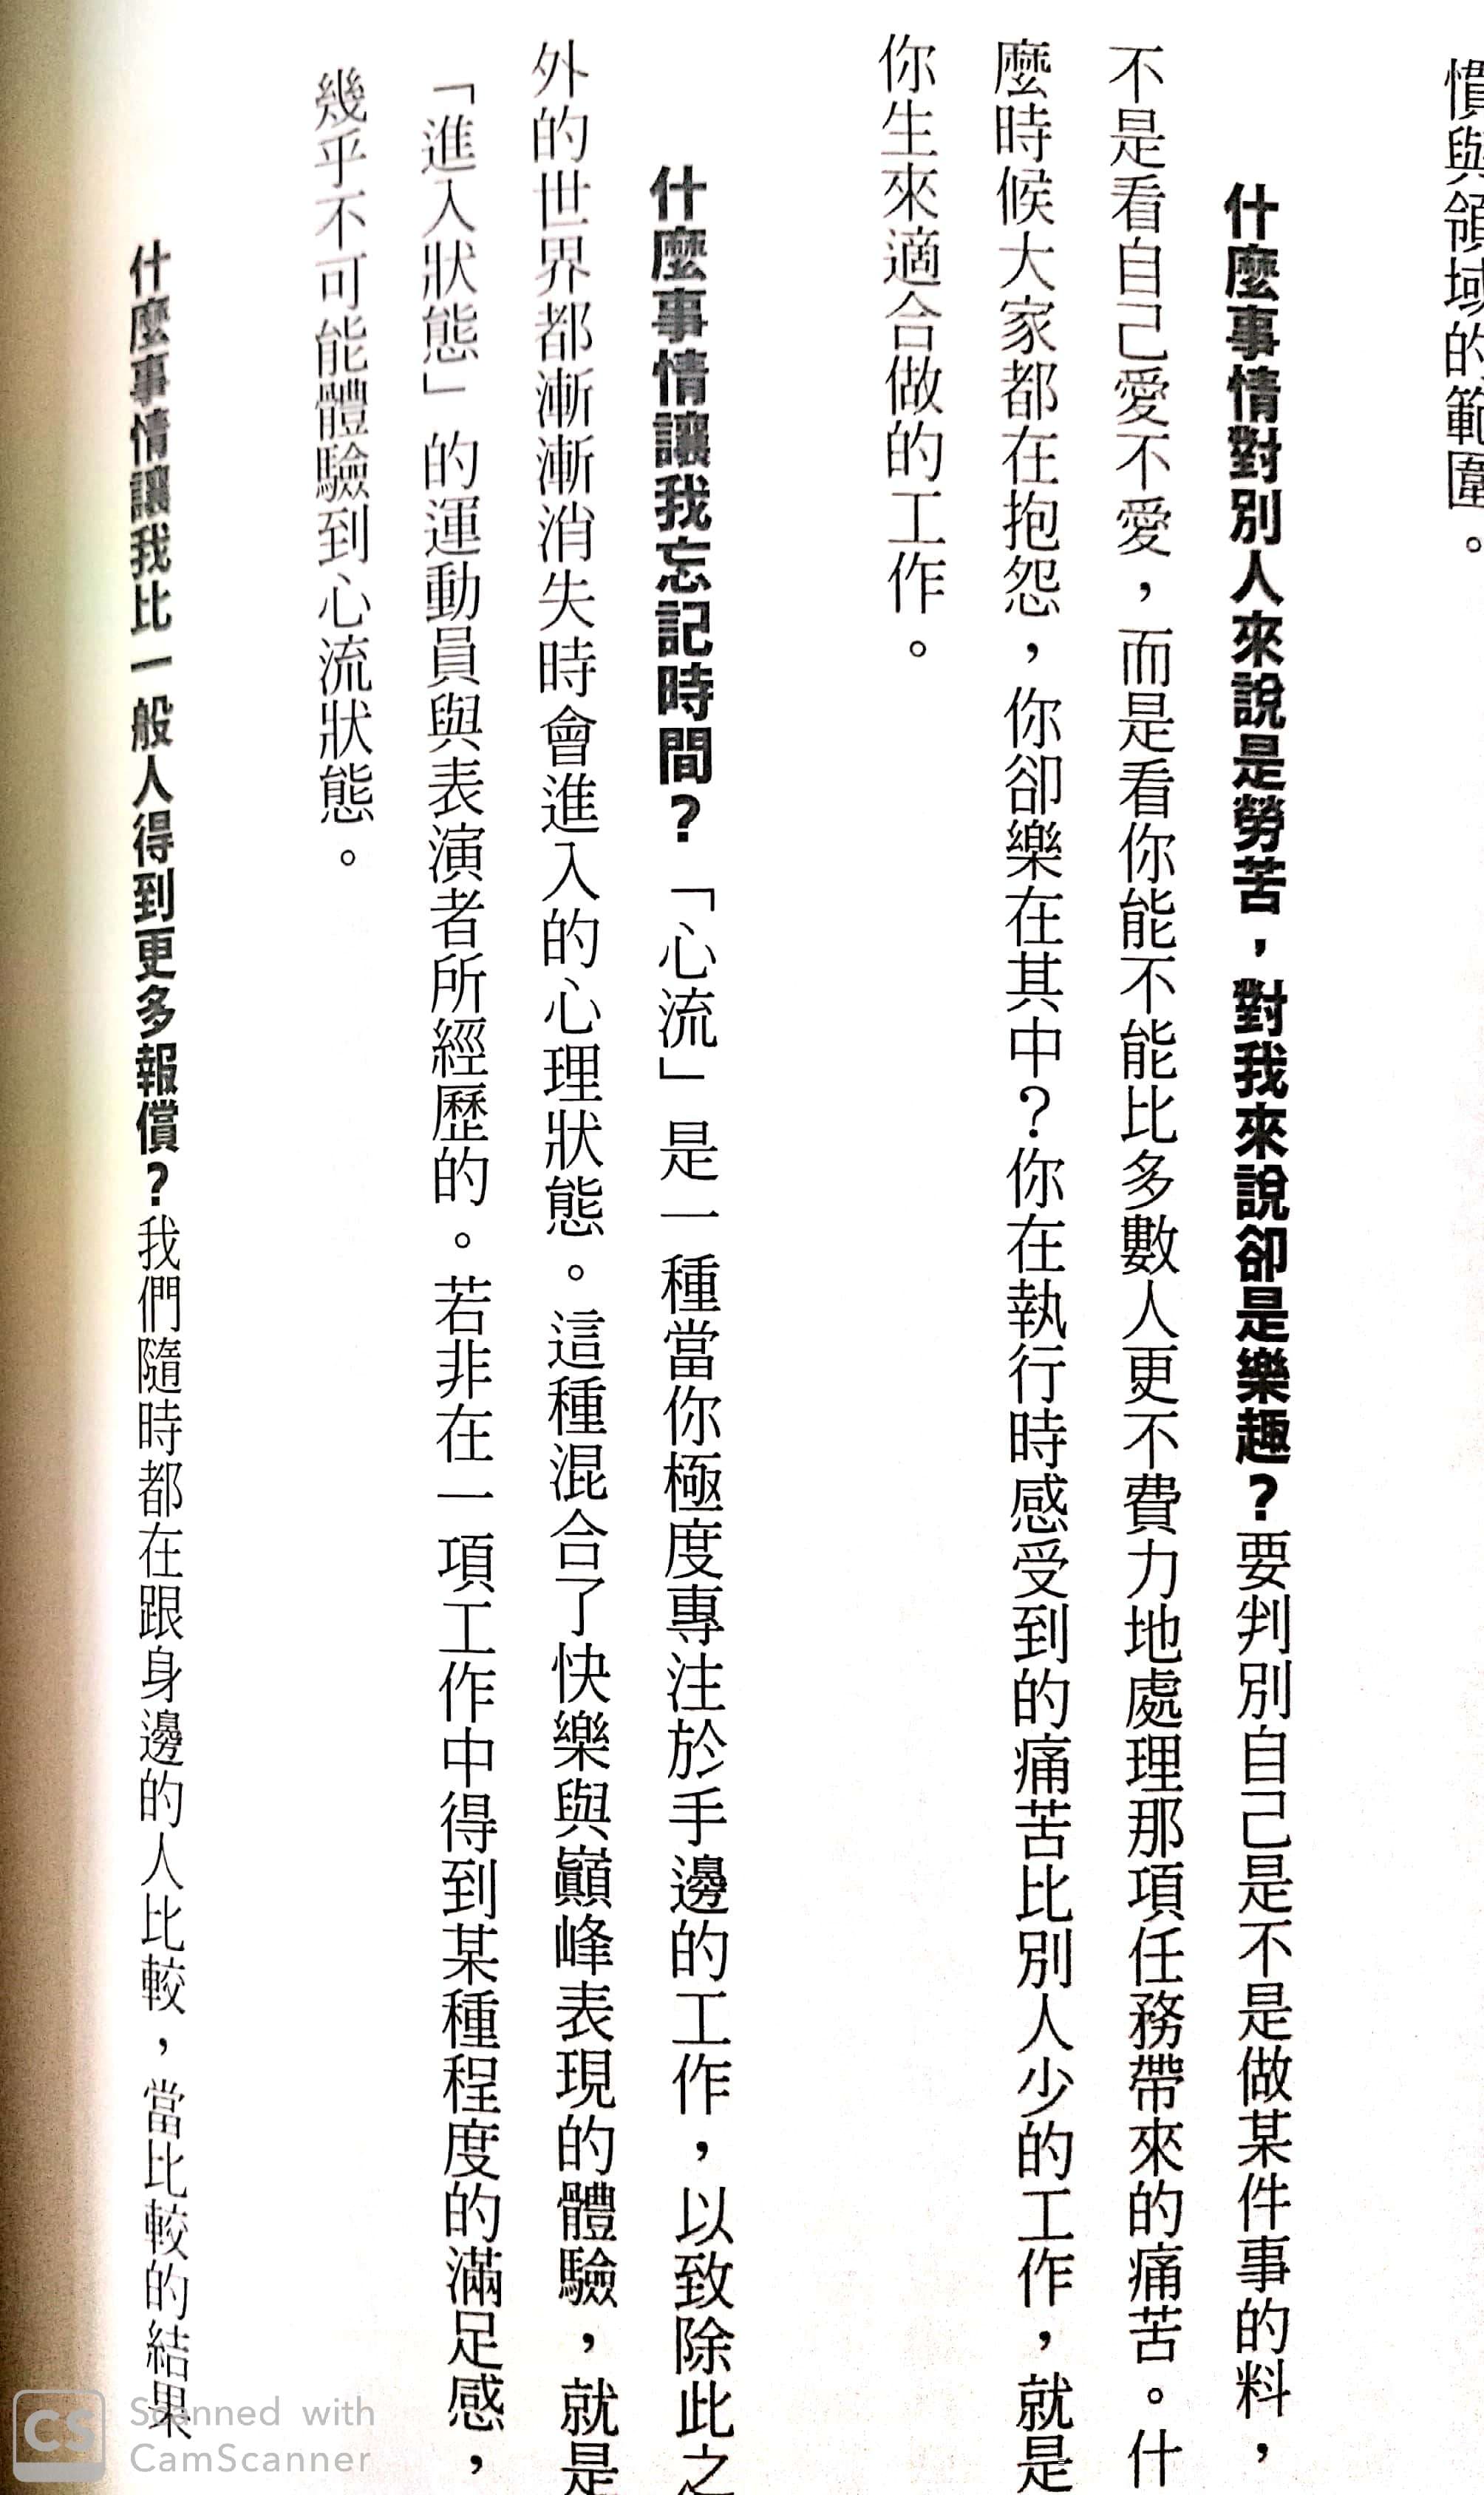 慣與領域的範圍。
什麼事情對別人來說是勞苦，對我來說卻是樂趣？要判別自己是不是做某件事的料，
不是看自己愛不愛，而是看你能不能比多數人更不費力地處理那項任務帶來的痛苦。什
麼時候大家都在抱怨，你卻樂在其中？你在執行時感受到的痛苦比別人少的工作，就是
你生來適合做的工作。
什麼事情讓我忘記時間？「心流」是一種當你極度專注於手邊的工作，以致除此之
外的世界都漸漸消失時會進入的心理狀態。這種混合了快樂與巔峰表現的體驗，就是
「進入狀態」的運動員與表演者所經歷的。若非在一項工作中得到某種程度的滿足感，
幾乎不可能體驗到心流狀態。
什麼事情讓我比一般人得到更多報償？我們隨時都在跟身邊的人比較，當比較的結果
CS
Scanned with
CamScanner